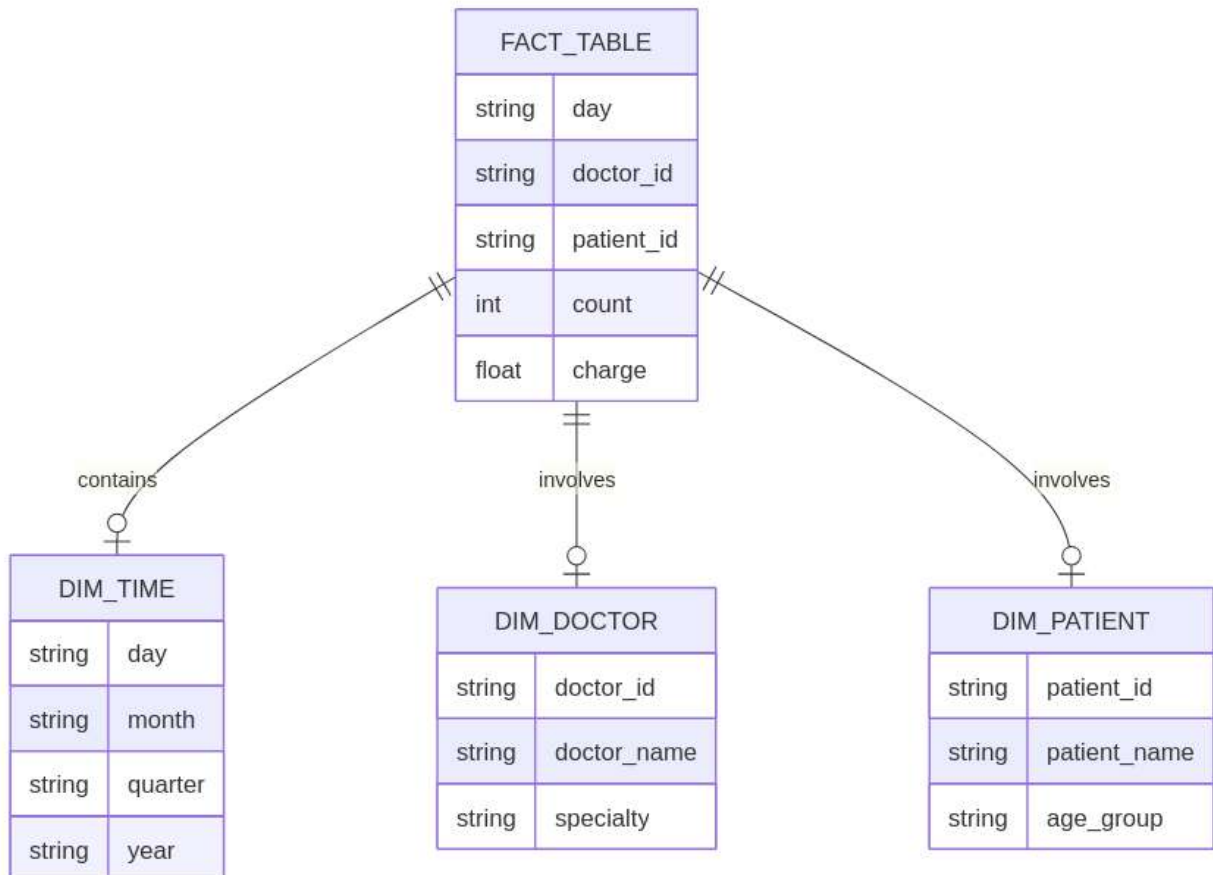 FACT_TABLE
string day
string doctor_id
string patient_id
int count
float charge
contains
involves
involves
DIM_TIME
string day
string month
string quarter
string year
DIM_DOCTOR
string doctor_id
string doctor_name
string specialty
DIM_PATIENT
string patient_id
string patient_name
string age_group